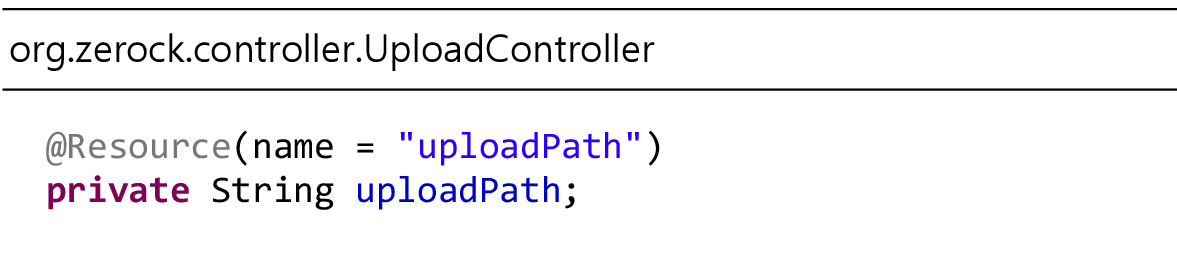 org.zerock.controller.UploadController
@Resource(name = "uploadPath")
private String uploadPath;